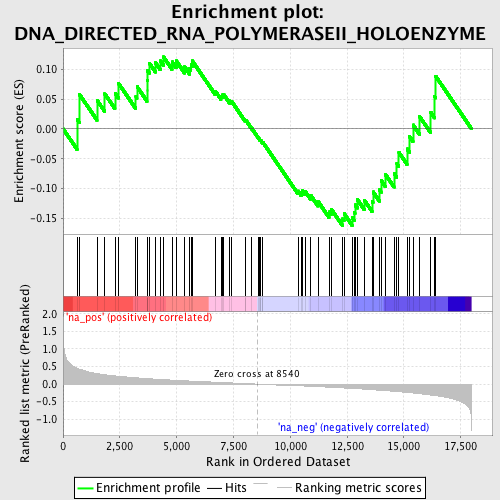 Enrichment plot:
DNA_DIRECTED_RNA_POLYMERASEII_HOLOENZYME
Enrichment score (ES)
0.10
0.05
0.00
-0.05
-0.10
-0.15
'na_pos' (positively correlated)
Ranked list metric (PreRanked)
2.0
1.5
1.0
0.5
0.0
-0.5
-1.0
Zero cross at 8540
'na_neg' (negatively correlated)
0
2,500
5,000
7,500
10,000
12,500
15,000
17,500
Rank in Ordered Dataset
Enrichment profile
Hits
Ranking metric scores